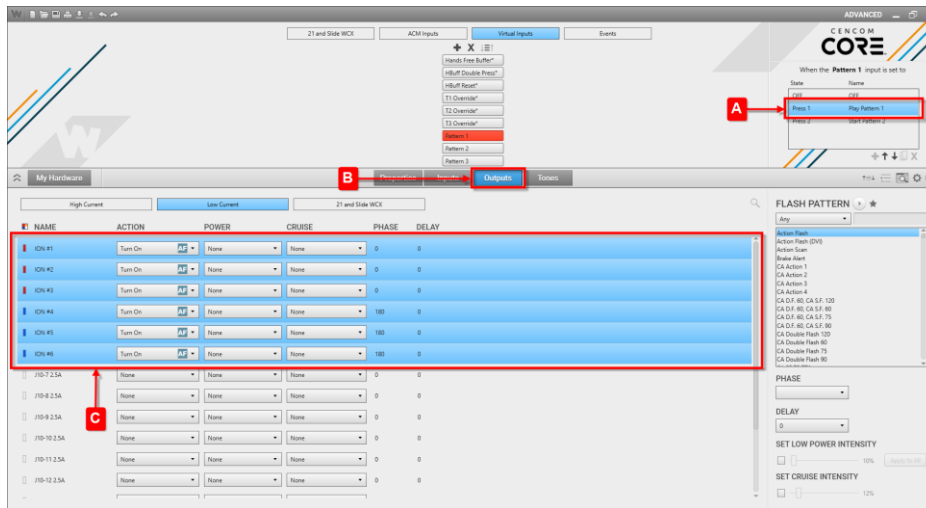 ADVANCED
21 and Slide WCX
ACM Inputs
Virtual Inputs
Events
Hands Free Buffer*
HBuff Double Press*
HBuff Reset*
T1 Override*
T2 Override*
T3 Override*
Pattern 1
Pattern 2
Pattern 3
CENCOM
CORE
When the Pattern 1 input is set to
State Name
OFF OFF
Press 1 Play Pattern 1
Press 2 Start Pattern 2
A
My Hardware
B
Properties
Inputs
Outputs
Tones
High Current
Low Current
21 and Slide WCX
NAME ACTION POWER CRUISE PHASE DELAY
ION #1 Turn On AF None None 0 0
ION #2 Turn On AF None None 0 0
ION #3 Turn On AF None None 0 0
ION #4 Turn On AF None None 180 0
ION #5 Turn On AF None None 180 0
ION #6 Turn On AF None None 180 0
J10-7 2.5A None None None 0 0
J10-8 2.5A None None None 0 0
C
J10-9 2.5A None None None 0 0
J10-10 2.5A None None None 0 0
J10-11 2.5A None None None 0 0
J10-12 2.5A None None None 0 0
FLASH PATTERN
Any
Action Flash
Action Flash (DVI)
Action Scan
Brake Alert
CA Action 1
CA Action 2
CA Action 3
CA Action 4
CA D.F. 60, CA S.F. 120
CA D.F. 60, CA S.F. 60
CA D.F. 60, CA S.F. 75
CA D.F. 60, CA S.F. 90
CA Double Flash 120
CA Double Flash 60
CA Double Flash 75
CA Double Flash 90
PHASE
DELAY
0
SET LOW POWER INTENSITY
10% Apply to All
SET CRUISE INTENSITY
12%